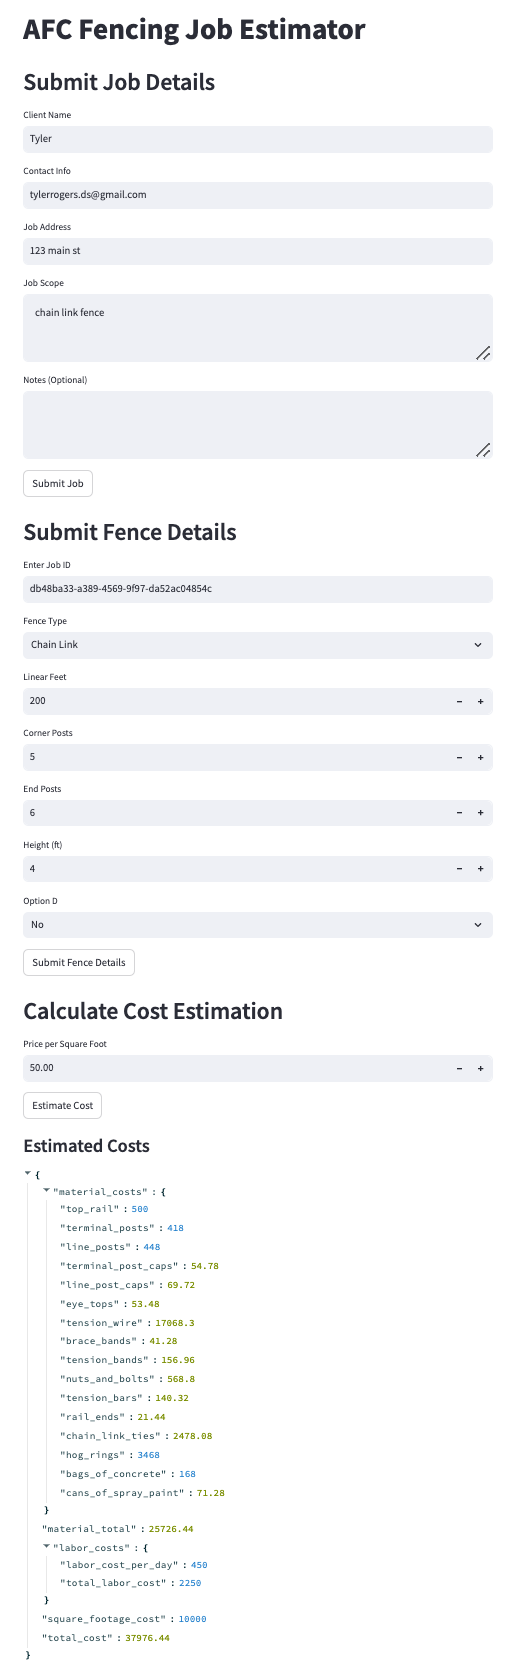 AFC Fencing Job Estimator
Submit Job Details
Client Name
Tyler
Contact Info
tylerrogers.ds@gmail.com
Job Address
123 main st
Job Scope
chain link fence
Notes (Optional)
Submit Job
Submit Fence Details
Enter Job ID
db48ba33-a389-4569-9f97-da52ac04854c
Fence Type
Chain Link
Linear Feet
200
Corner Posts
5
End Posts
6
Height (ft)
4
Option D
No
Submit Fence Details
Calculate Cost Estimation
Price per Square Foot
50.00
Estimate Cost
Estimated Costs
{
"material_costs" : {
"top_rail" : 500
"terminal_posts" : 418
"line_posts" : 448
"terminal_post_caps" : 54.78
"line_post_caps" : 69.72
"eye_tops" : 53.48
"tension_wire" : 17068.3
"brace_bands" : 41.28
"tension_bands" : 156.96
"nuts_and_bolts" : 568.8
"tension_bars" : 140.32
"rail_ends" : 21.44
"chain_link_ties" : 2478.08
"hog_rings" : 3468
"bags_of_concrete" : 168
"cans_of_spray_paint" : 71.28
}
"material_total" : 25726.44
"labor_costs" : {
"labor_cost_per_day" : 450
"total_labor_cost" : 2250
}
"square_footage_cost" : 10000
"total_cost" : 37976.44
}